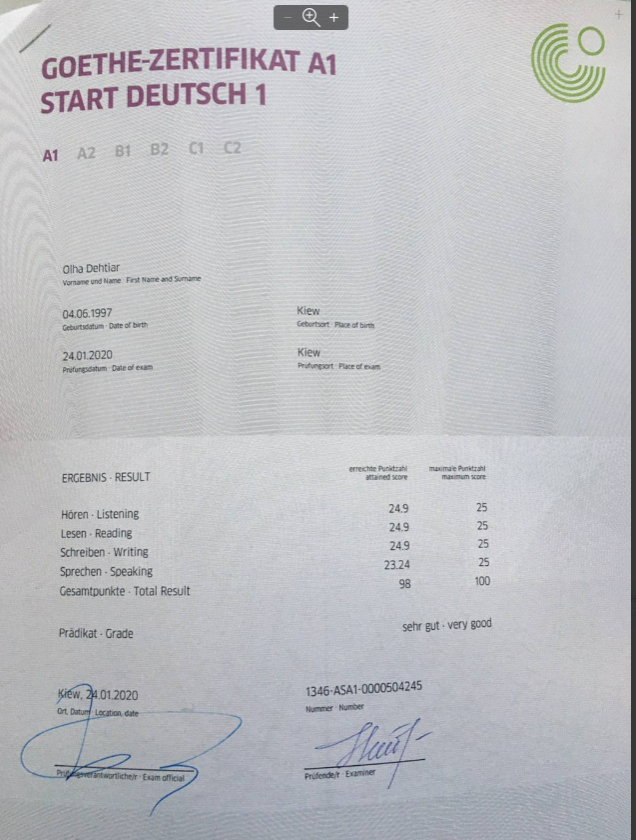 GOETHE-ZERTIFIKAT A1
START DEUTSCH 1
A1 A2 B1 B2 C1 C2
Olha Dehtiar
Vorname und Name · First Name and Surname
04.06.1997 Kiew
Geburtsdatum · Date of birth Geburtsort · Place of birth
24.01.2020 Kiew
Prüfungsdatum · Date of exam Prüfungsort · Place of exam
erreichte Punktzahl maximale Punktzahl
ERGEBNIS · RESULT attained score maximum score
Hören · Listening 24.9 25
Lesen · Reading 24.9 25
Schreiben · Writing 24.9 25
Sprechen · Speaking 23.24 25
Gesamtpunkte · Total Result 98 100
Prädikat · Grade sehr gut · very good
Kiew, 24.01.2020 1346-ASA1-0000504245
Ort, Datum · Location, date Nummer · Number
Prüfungsverantwortliche/r · Exam official Prüfende/r · Examiner